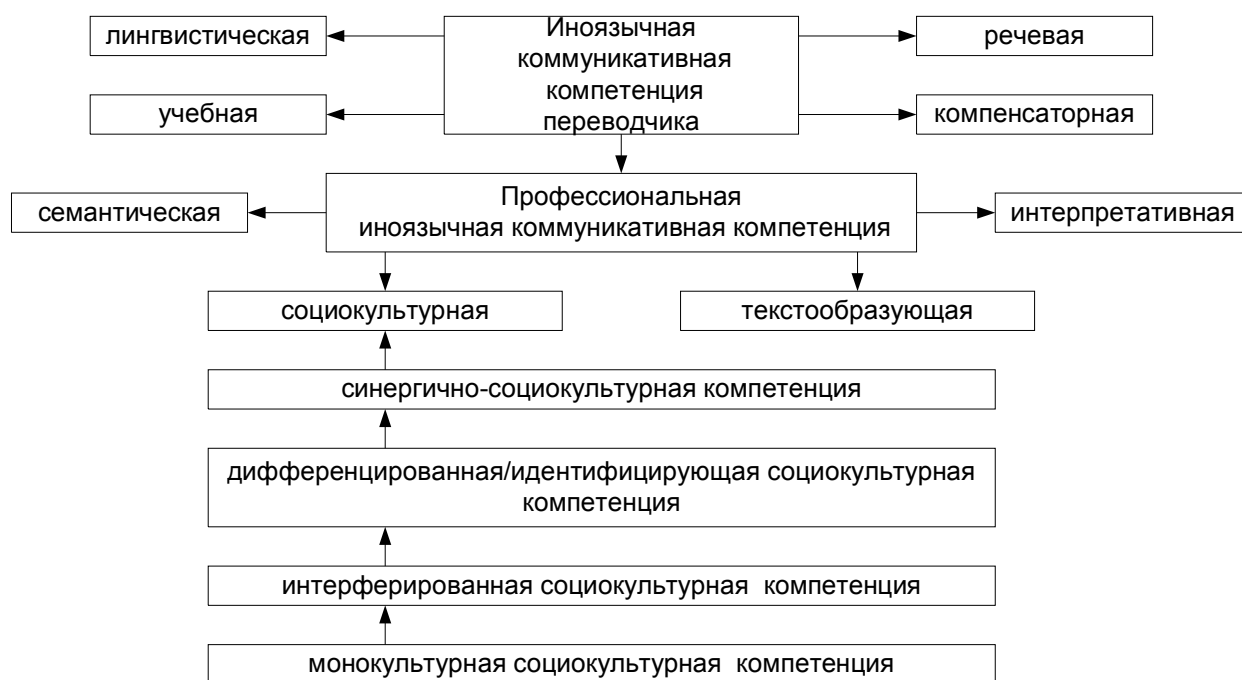 лингвистическая
Иноязычная
коммуникативная
компетенция
переводчика
речевая
учебная
компенсаторная
Профессиональная
иноязычная коммуникативная компетенция
семантическая
интерпретативная
социокультурная
текстообразующая
синергично-социокультурная компетенция
дифференцированная/идентифицирующая социокультурная
компетенция
интерферированная социокультурная компетенция
монокультурная социокультурная компетенция